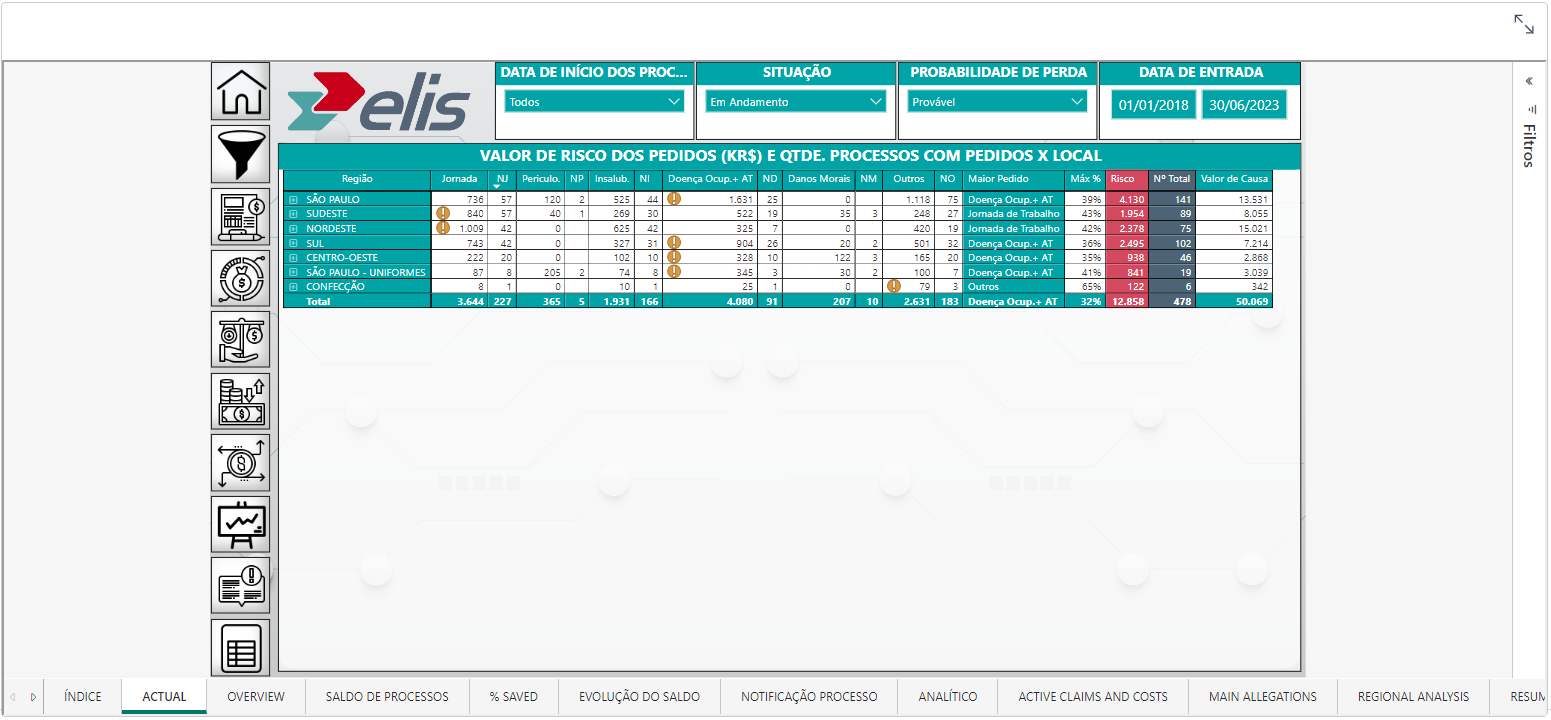 elis
DATA DE INÍCIO DOS PROC...
Todos
SITUAÇÃO
Em Andamento
PROBABILIDADE DE PERDA
Provável
DATA DE ENTRADA
01/01/2018 30/06/2023
Filtros
VALOR DE RISCO DOS PEDIDOS (KR$) E QTDE. PROCESSOS COM PEDIDOS X LOCAL
Região Jornada NJ Periculo. NP Insalub. NI Doença Ocup.+ AT ND Danos Morais NM Outros NO Maior Pedido Máx % Risco Nº Total Valor de Causa
SÃO PAULO 736 57 120 2 525 44 1.631 25 0 1.118 75 Doença Ocup.+ AT 39% 4.130 141 13.531
SUDESTE 840 57 40 1 269 30 522 19 35 3 248 27 Jornada de Trabalho 43% 1.954 89 8.055
NORDESTE 1.009 42 0 625 42 325 7 0 420 19 Jornada de Trabalho 42% 2.378 75 15.021
SUL 743 42 0 327 31 904 26 20 2 501 32 Doença Ocup.+ AT 36% 2.495 102 7.214
CENTRO-OESTE 222 20 0 102 10 328 10 122 3 165 20 Doença Ocup.+ AT 35% 938 46 2.868
SÃO PAULO - UNIFORMES 87 8 205 2 74 8 345 3 30 2 100 7 Doença Ocup.+ AT 41% 841 19 3.039
CONFECÇÃO 8 1 0 10 1 25 1 0 79 3 Outros 65% 122 6 342
Total 3.644 227 365 5 1.931 166 4.080 91 207 10 2.631 183 Doença Ocup.+ AT 32% 12.858 478 50.069
ÍNDICE ACTUAL OVERVIEW SALDO DE PROCESSOS % SAVED EVOLUÇÃO DO SALDO NOTIFICAÇÃO PROCESSO ANALÍTICO ACTIVE CLAIMS AND COSTS MAIN ALLEGATIONS REGIONAL ANALYSIS RESUM